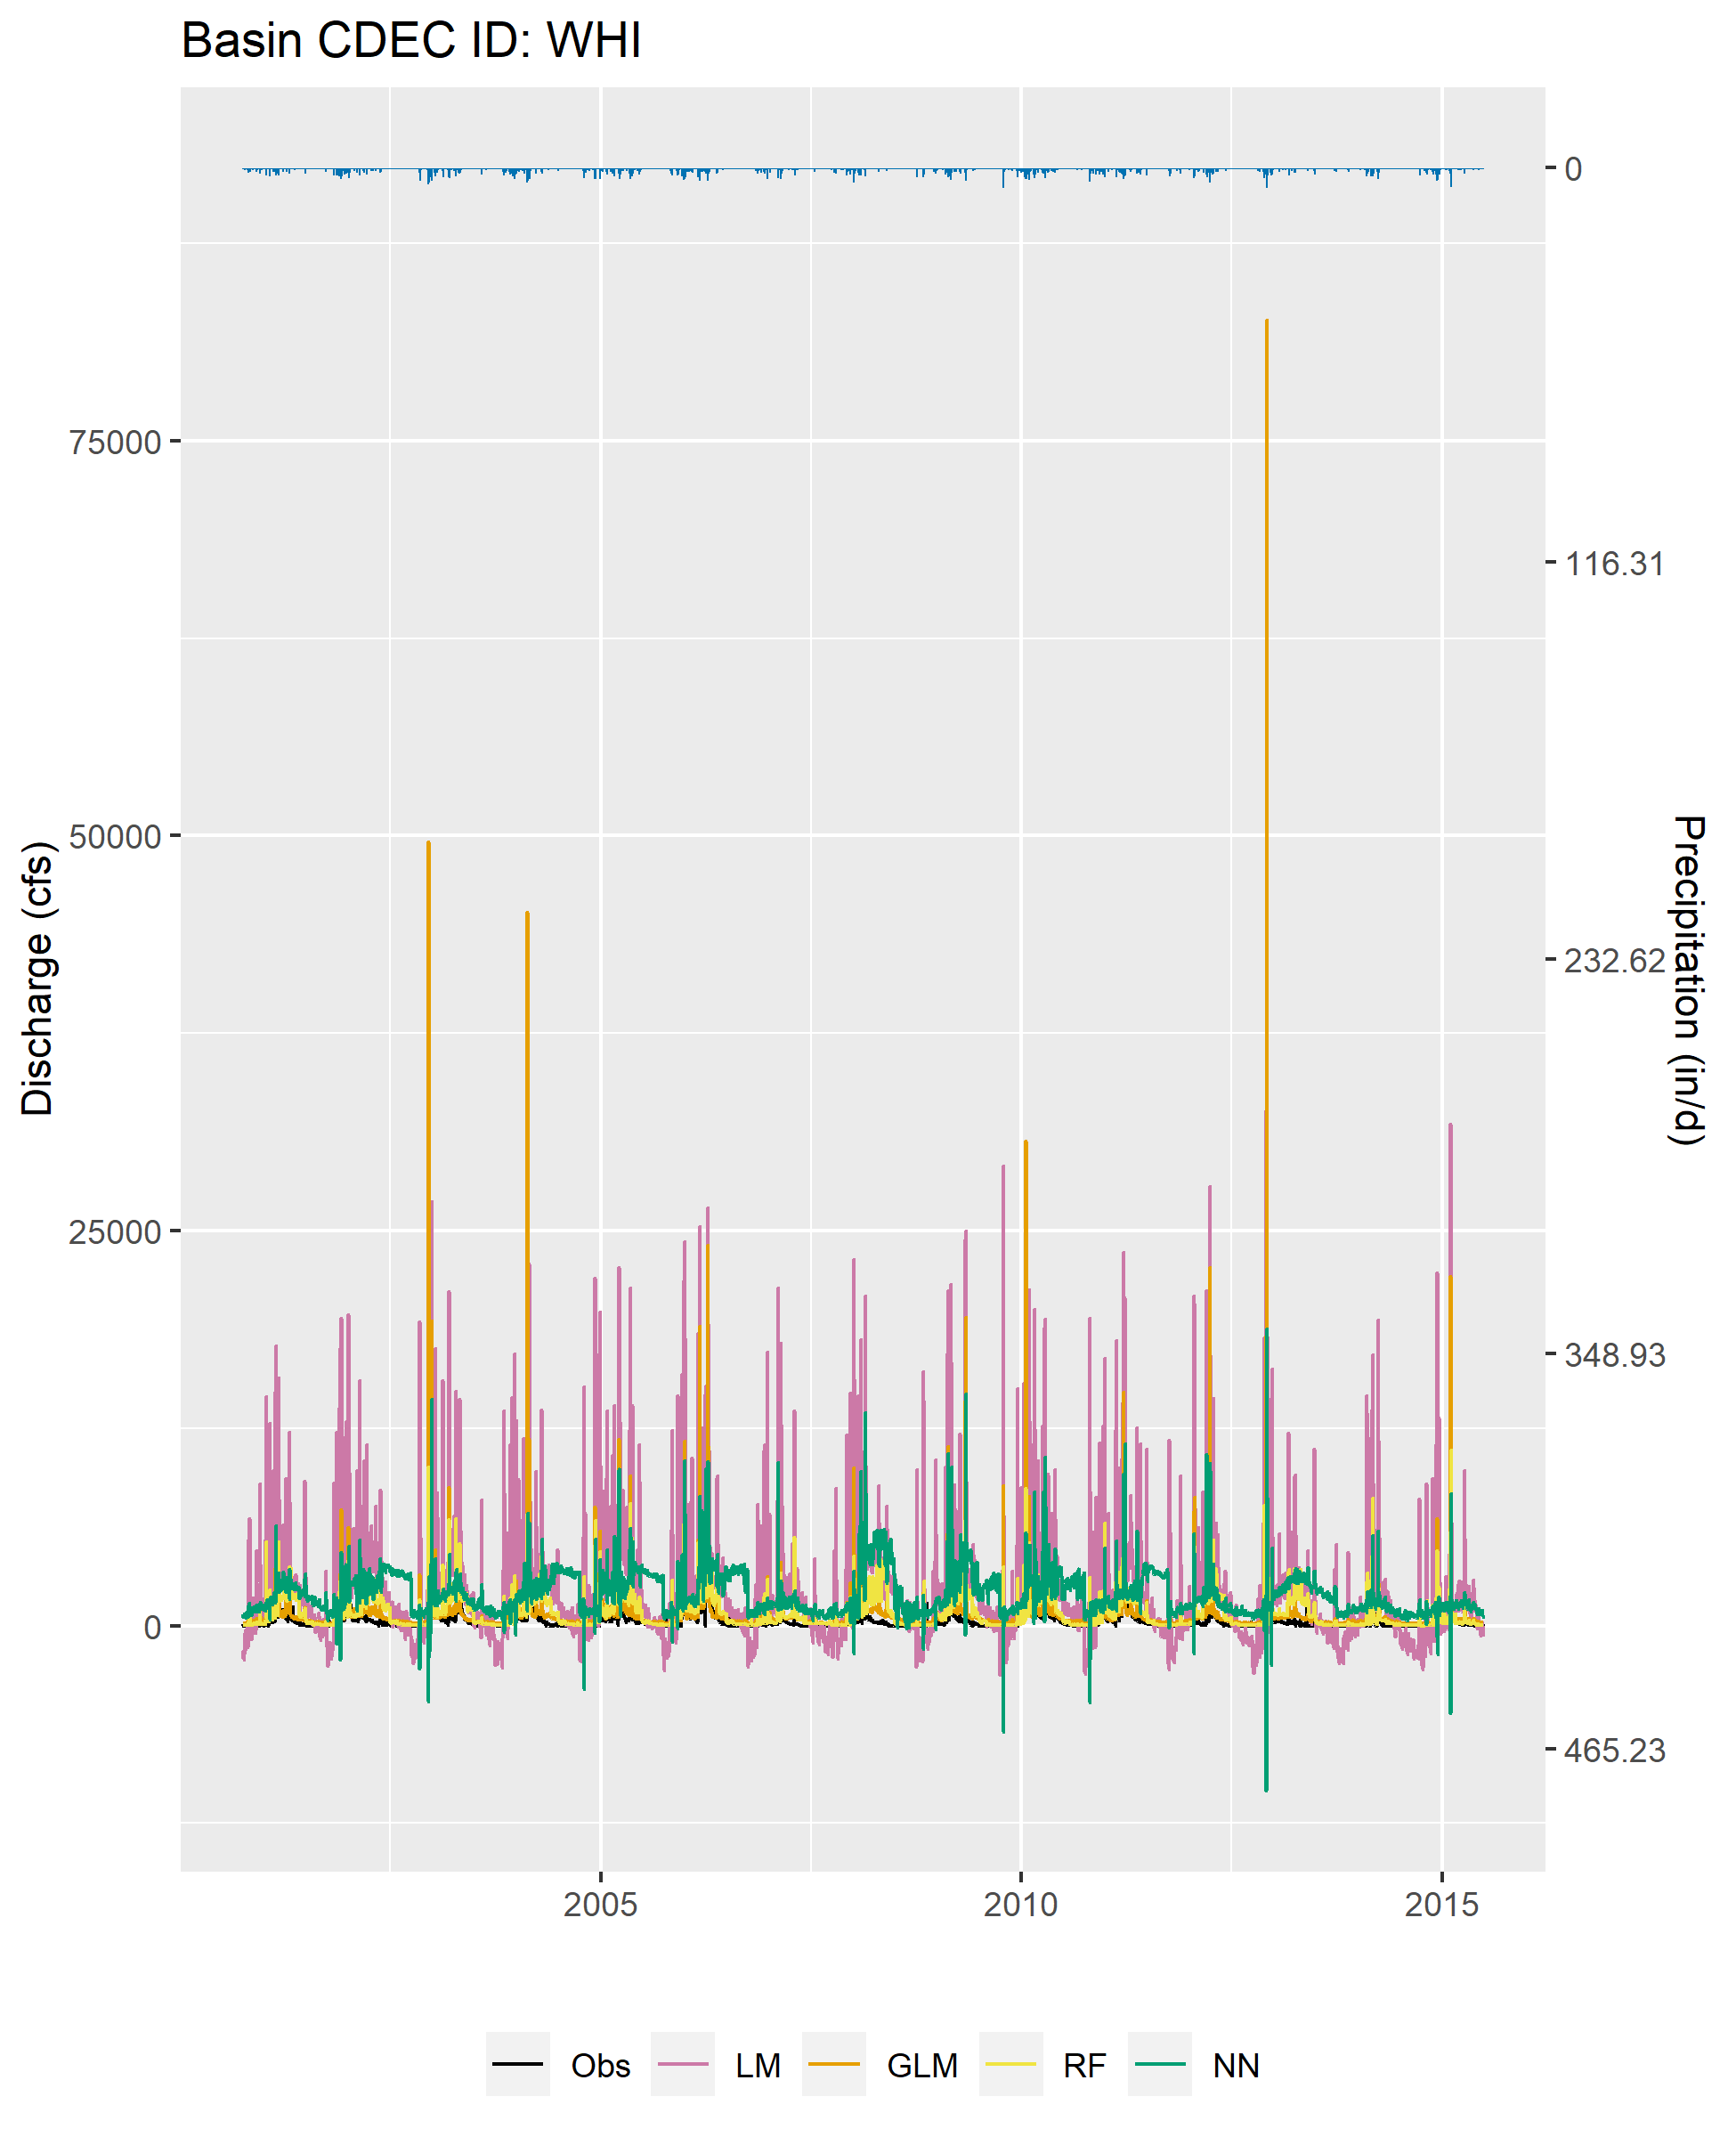 Basin CDEC ID: WHI
0
75000
116.31
50000
232.62
25000
348.93
0
465.23
Discharge (cfs)
Precipitation (in/d)
2005 2010 2015
Obs LM GLM RF NN